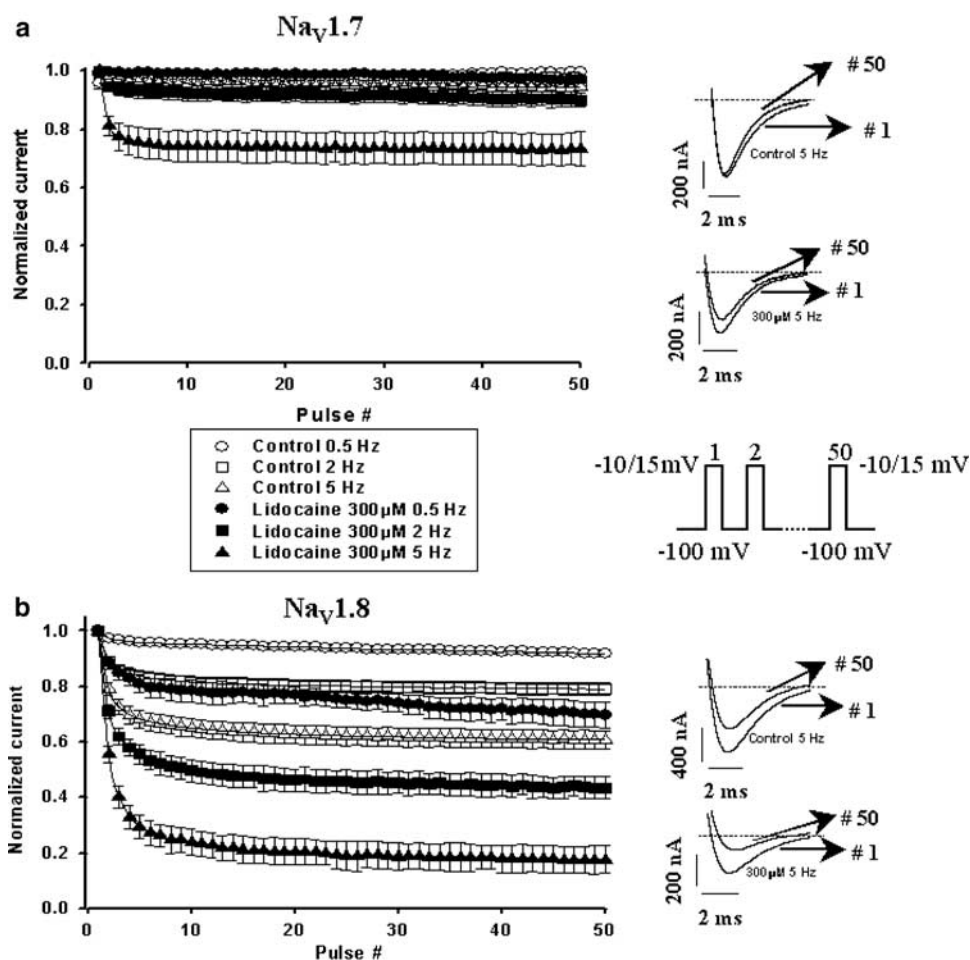 a
NaV1.7
Normalized current
1.0
0.8
0.6
0.4
0.2
0.0
0 10 20 30 40 50
Pulse #
# 50
# 1
Control 5 Hz
200 nA
2 ms
# 50
# 1
300µM 5 Hz
200 nA
2 ms
Control 0.5 Hz
Control 2 Hz
Control 5 Hz
Lidocaine 300µM 0.5 Hz
Lidocaine 300µM 2 Hz
Lidocaine 300µM 5 Hz
1 2 50
-10/15mV -10/15 mV
-100 mV -100 mV
b
NaV1.8
Normalized current
1.0
0.8
0.6
0.4
0.2
0.0
0 10 20 30 40 50
Pulse #
# 50
# 1
Control 5 Hz
400 nA
2 ms
# 50
# 1
300µM 5 Hz
200 nA
2 ms